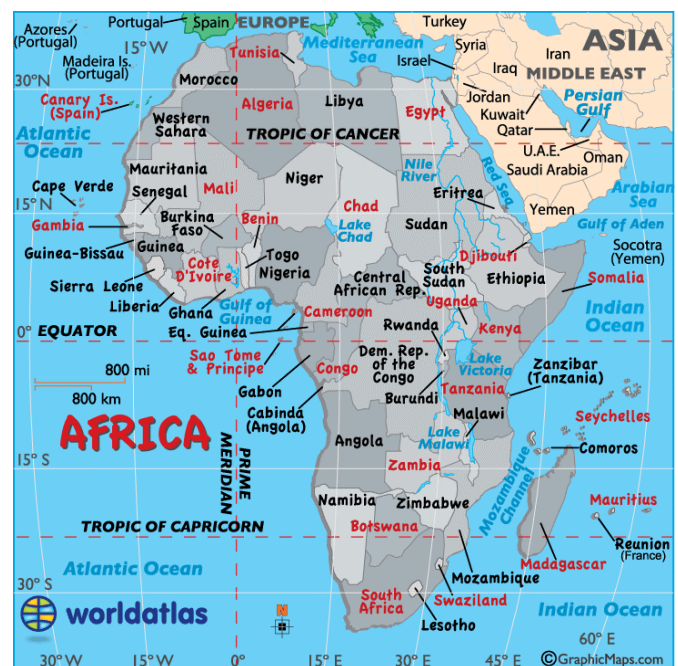 Azores
(Portugal)
Portugal
Spain
EUROPE
Turkey
ASIA
15° W
Madeira Is.
(Portugal)
Tunisia
Mediterranean
Sea
Syria
Israel
Iraq
Iran
MIDDLE EAST
30°N
Morocco
Canary Is.
(Spain)
Algeria
Libya
Egypt
Jordan
Kuwait
Qatar
Persian
Gulf
Western
Sahara
TROPIC OF CANCER
Atlantic
Ocean
U.A.E.
Oman
Saudi Arabia
Nile
River
Red Sea
Mauritania
Cape Verde
Senegal
Mali
Niger
Chad
Eritrea
Arabian
Sea
15°N
Yemen
Gambia
Burkina
Faso
Benin
Lake
Chad
Sudan
Gulf of Aden
Guinea-Bissau
Guinea
Togo
Djibouti
Socotra
(Yemen)
Cote
D'Ivoire
Nigeria
South
Sudan
Ethiopia
Somalia
Sierra Leone
Central
African Rep.
Liberia
Ghana
Gulf of
Guinea
Cameroon
Uganda
Indian
Ocean
0°
EQUATOR
Eq. Guinea
Rwanda
Kenya
Sao Tome
& Principe
Congo
Dem. Rep.
of the
Congo
Lake
Victoria
Zanzibar
(Tanzania)
800 mi
800 km
Gabon
Burundi
Tanzania
Cabinda
(Angola)
Malawi
Seychelles
AFRICA
Angola
Lake
Malawi
Comoros
15° S
PRIME
MERIDIAN
Zambia
Mozambique
Channel
Namibia
Zimbabwe
Mauritius
TROPIC OF CAPRICORN
Botswana
Reunion
(France)
Madagascar
Mozambique
Atlantic Ocean
30° S
South
Africa
Swaziland
worldatlas
N
Lesotho
Indian Ocean
60° E
30°W
15°W
0°
15°E
30°E
45°E
©GraphicMaps.com